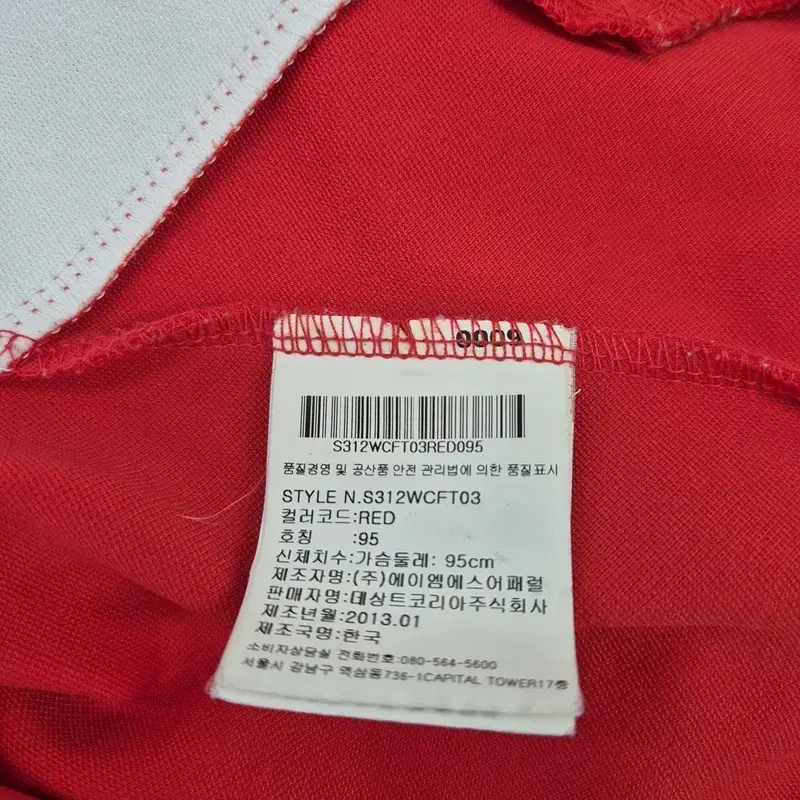 0009
S312WCFT03RED095
품질경영 및 공산품 안전 관리법에 의한 품질표시
STYLE N.S312WCFT03
컬러코드:RED
호칭 :95
신체치수:가슴둘레: 95cm
제조자명:(주)에이엠에스어패럴
판매자명:데상트코리아주식회사
제조년월:2013.01
제조국명:한국
소비자상담실 전화번호:080-564-5600
서울시 강남구 역삼동736-1CAPITAL TOWER17층